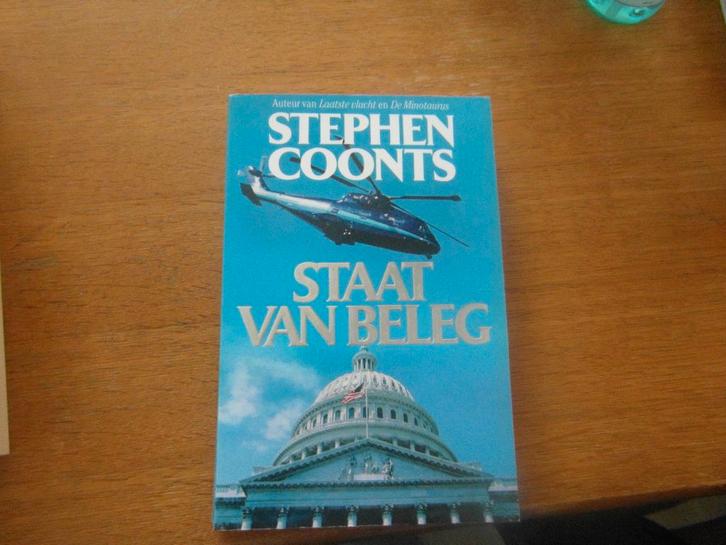 Auteur van Laatste vlucht en De Minotaurus
STEPHEN
COONTS
STAAT
VAN BELEG